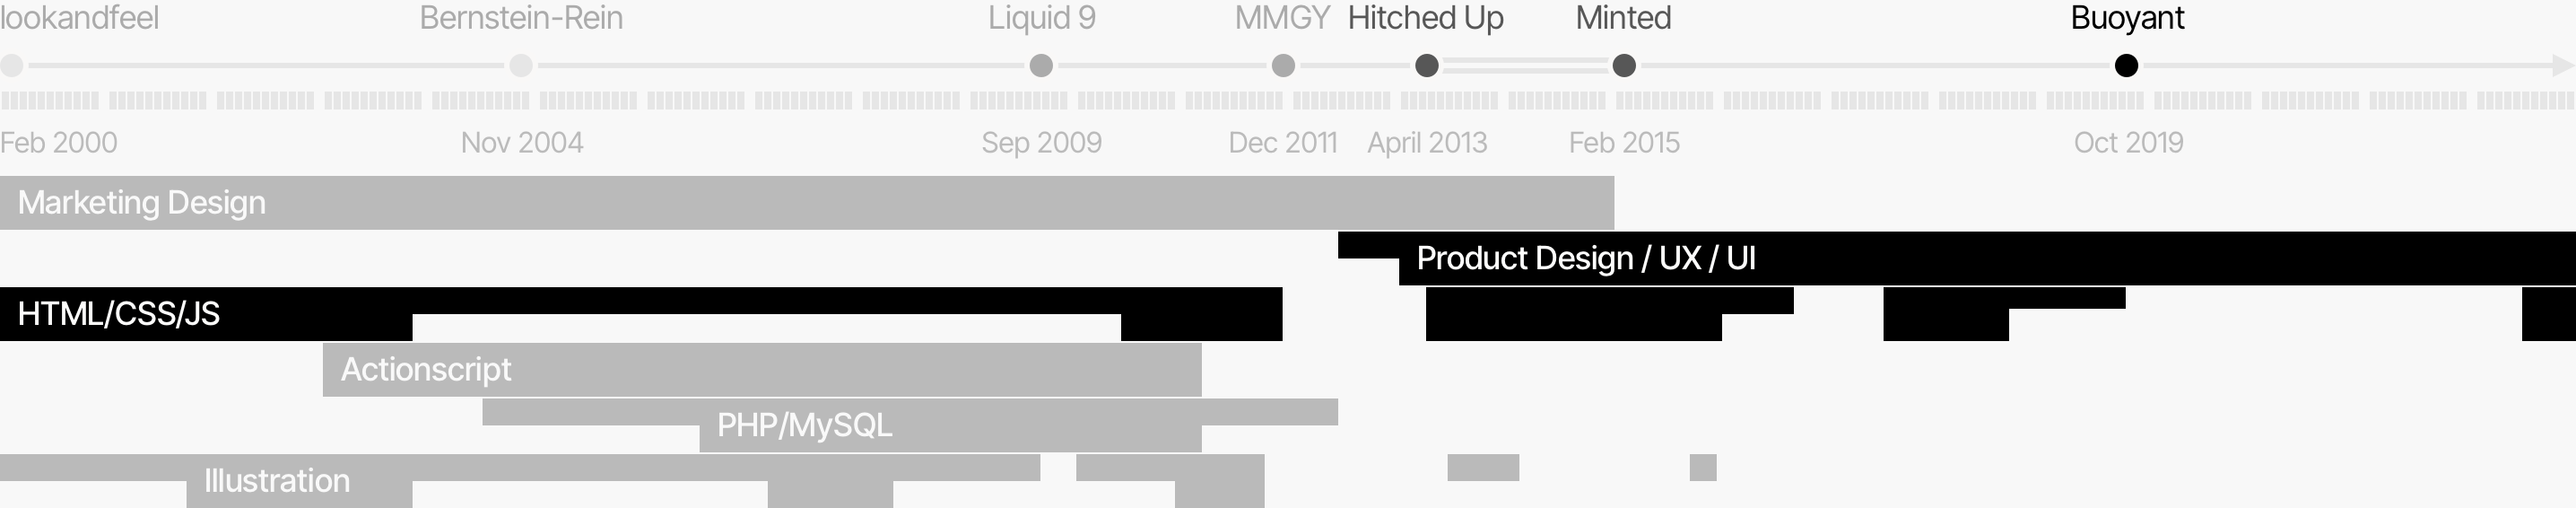 lookandfeel Bernstein-Rein Liquid 9 MMGY Hitched Up Minted Buoyant
Feb 2000 Nov 2004 Sep 2009 Dec 2011 April 2013 Feb 2015 Oct 2019
Marketing Design
Product Design / UX / UI
HTML/CSS/JS
Actionscript
PHP/MySQL
Illustration